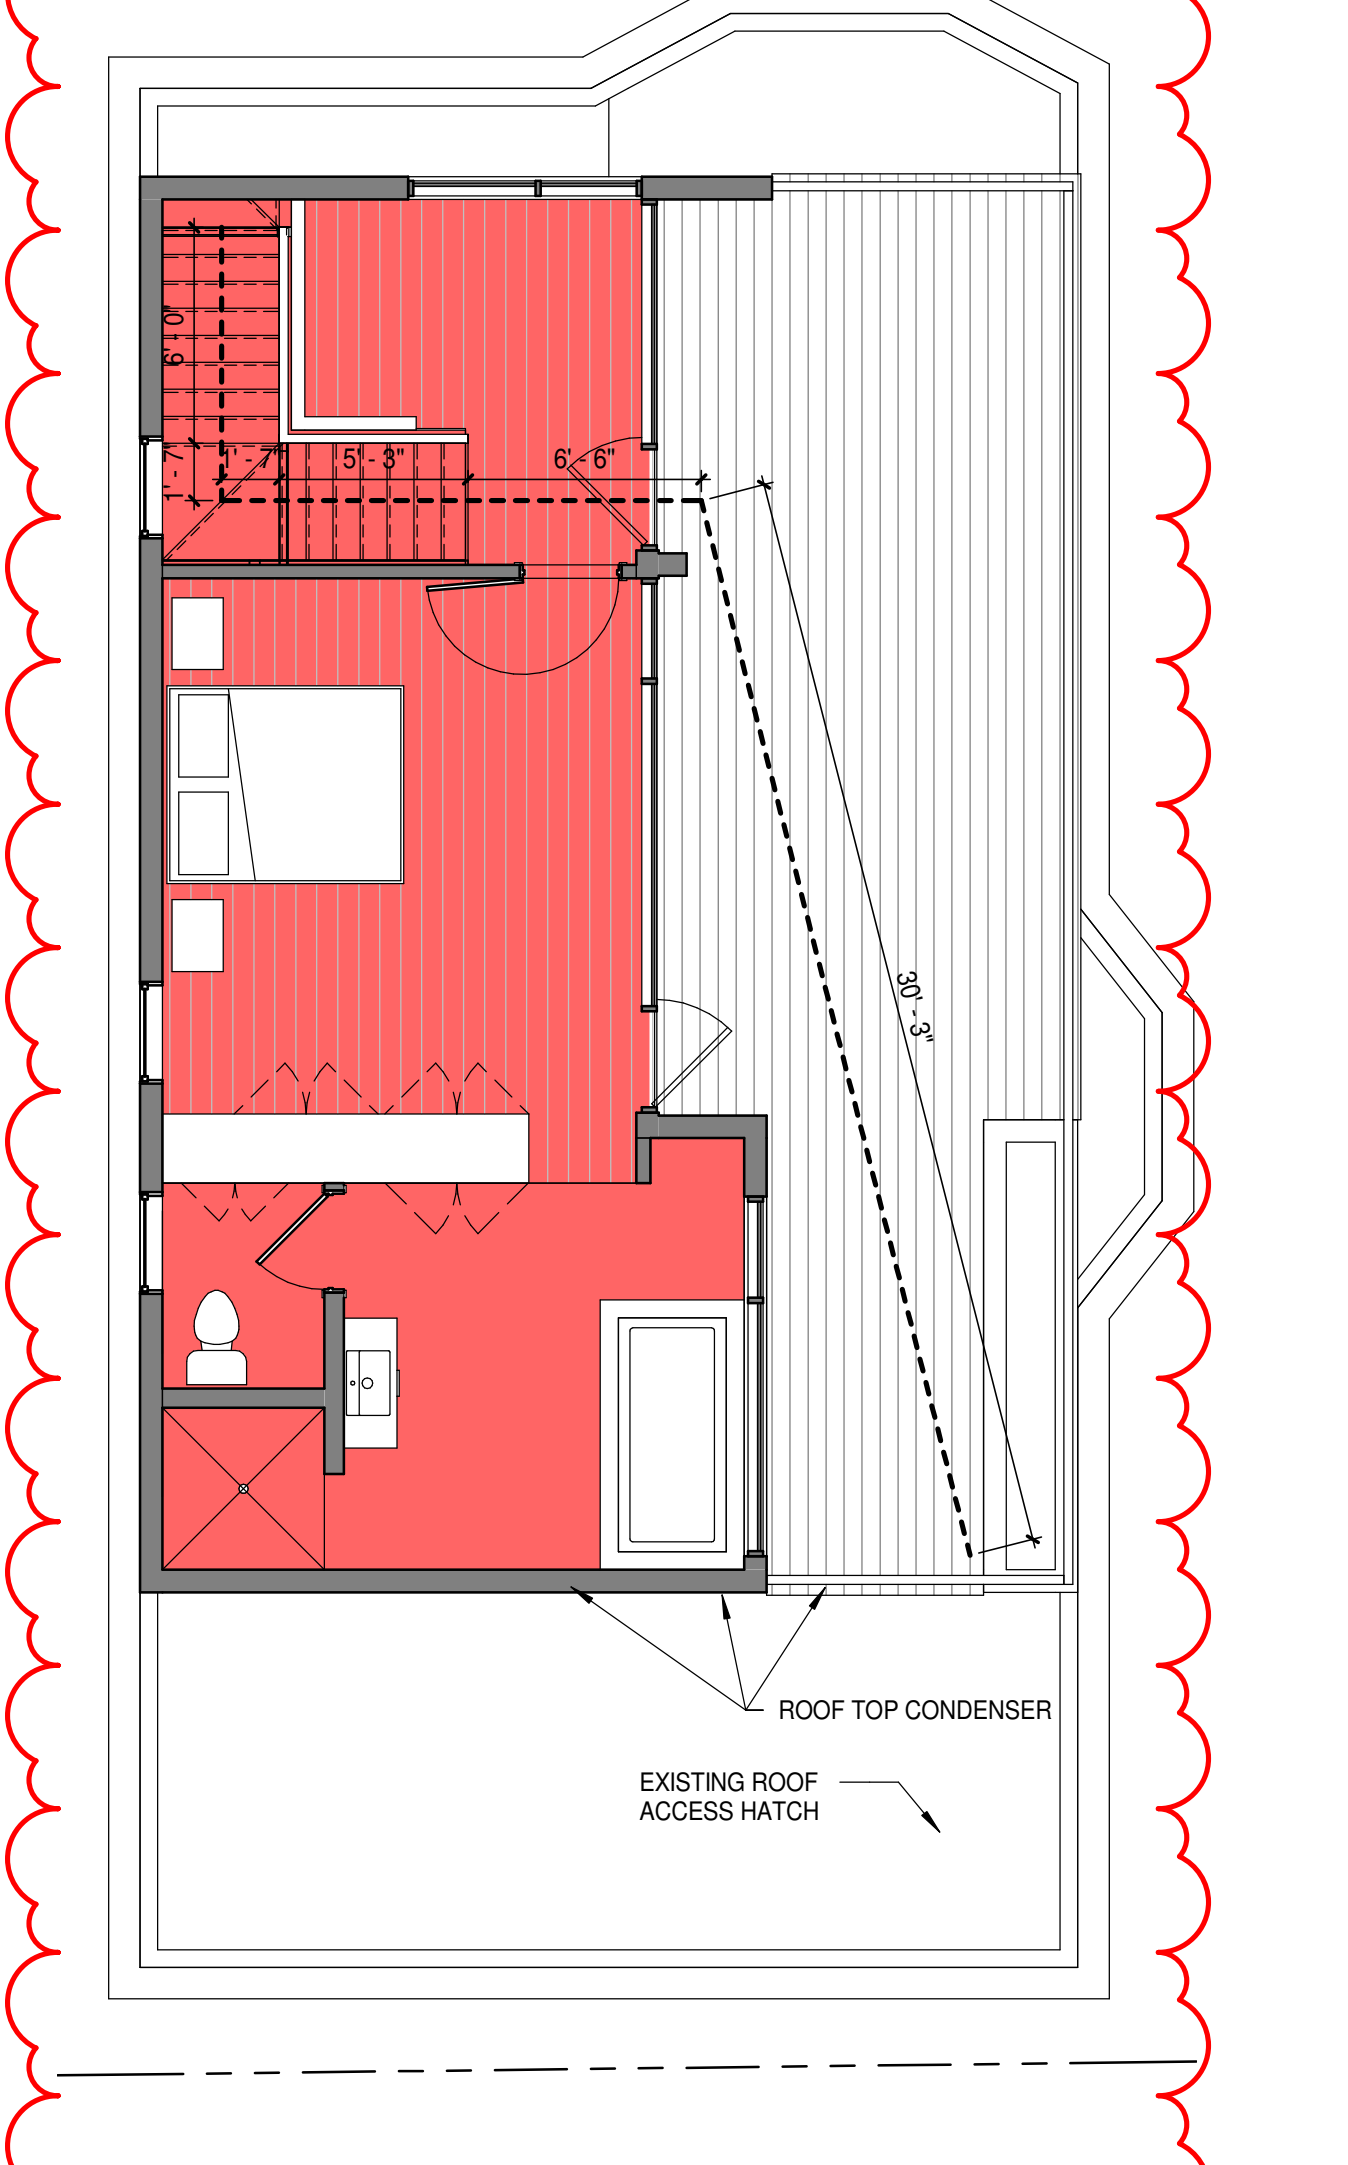 6' - 0"
1' - 7"
1' - 7"
5' - 3"
6' - 6"
30' - 3"
ROOF TOP CONDENSER
EXISTING ROOF
ACCESS HATCH